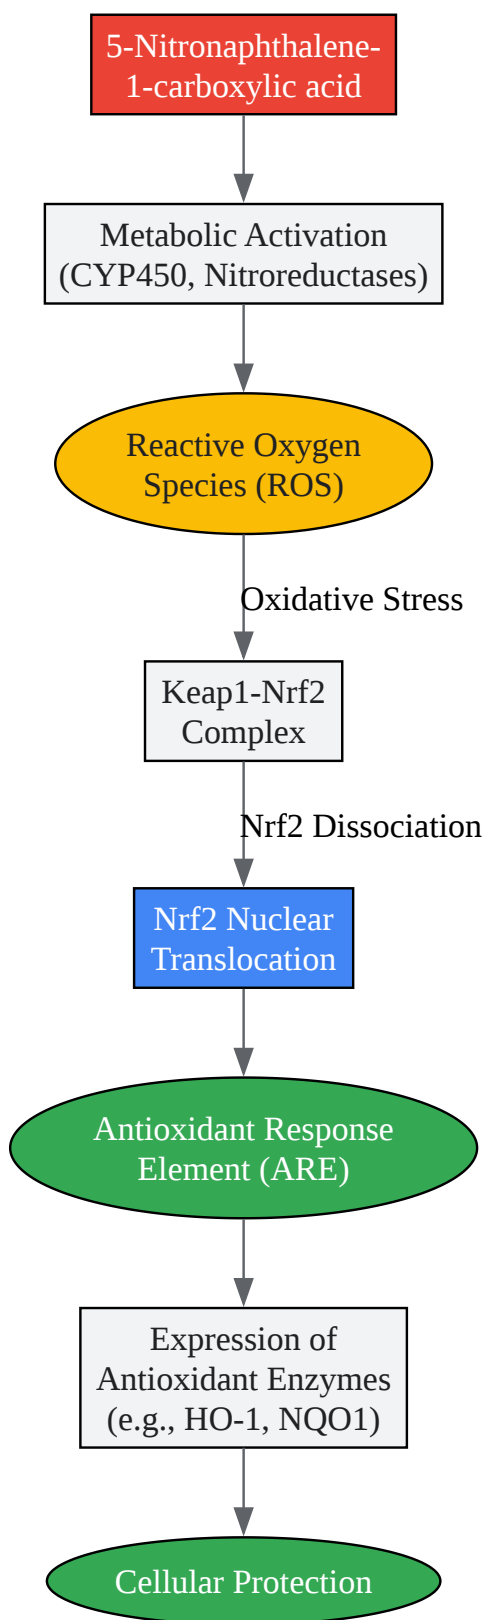 5-Nitronaphthalene-
1-carboxylic acid
Metabolic Activation
(CYP450, Nitroreductases)
Reactive Oxygen
Species (ROS)
Oxidative Stress
Keap1-Nrf2
Complex
Nrf2 Dissociation
Nrf2 Nuclear
Translocation
Antioxidant Response
Element (ARE)
Expression of
Antioxidant Enzymes
(e.g., HO-1, NQO1)
Cellular Protection